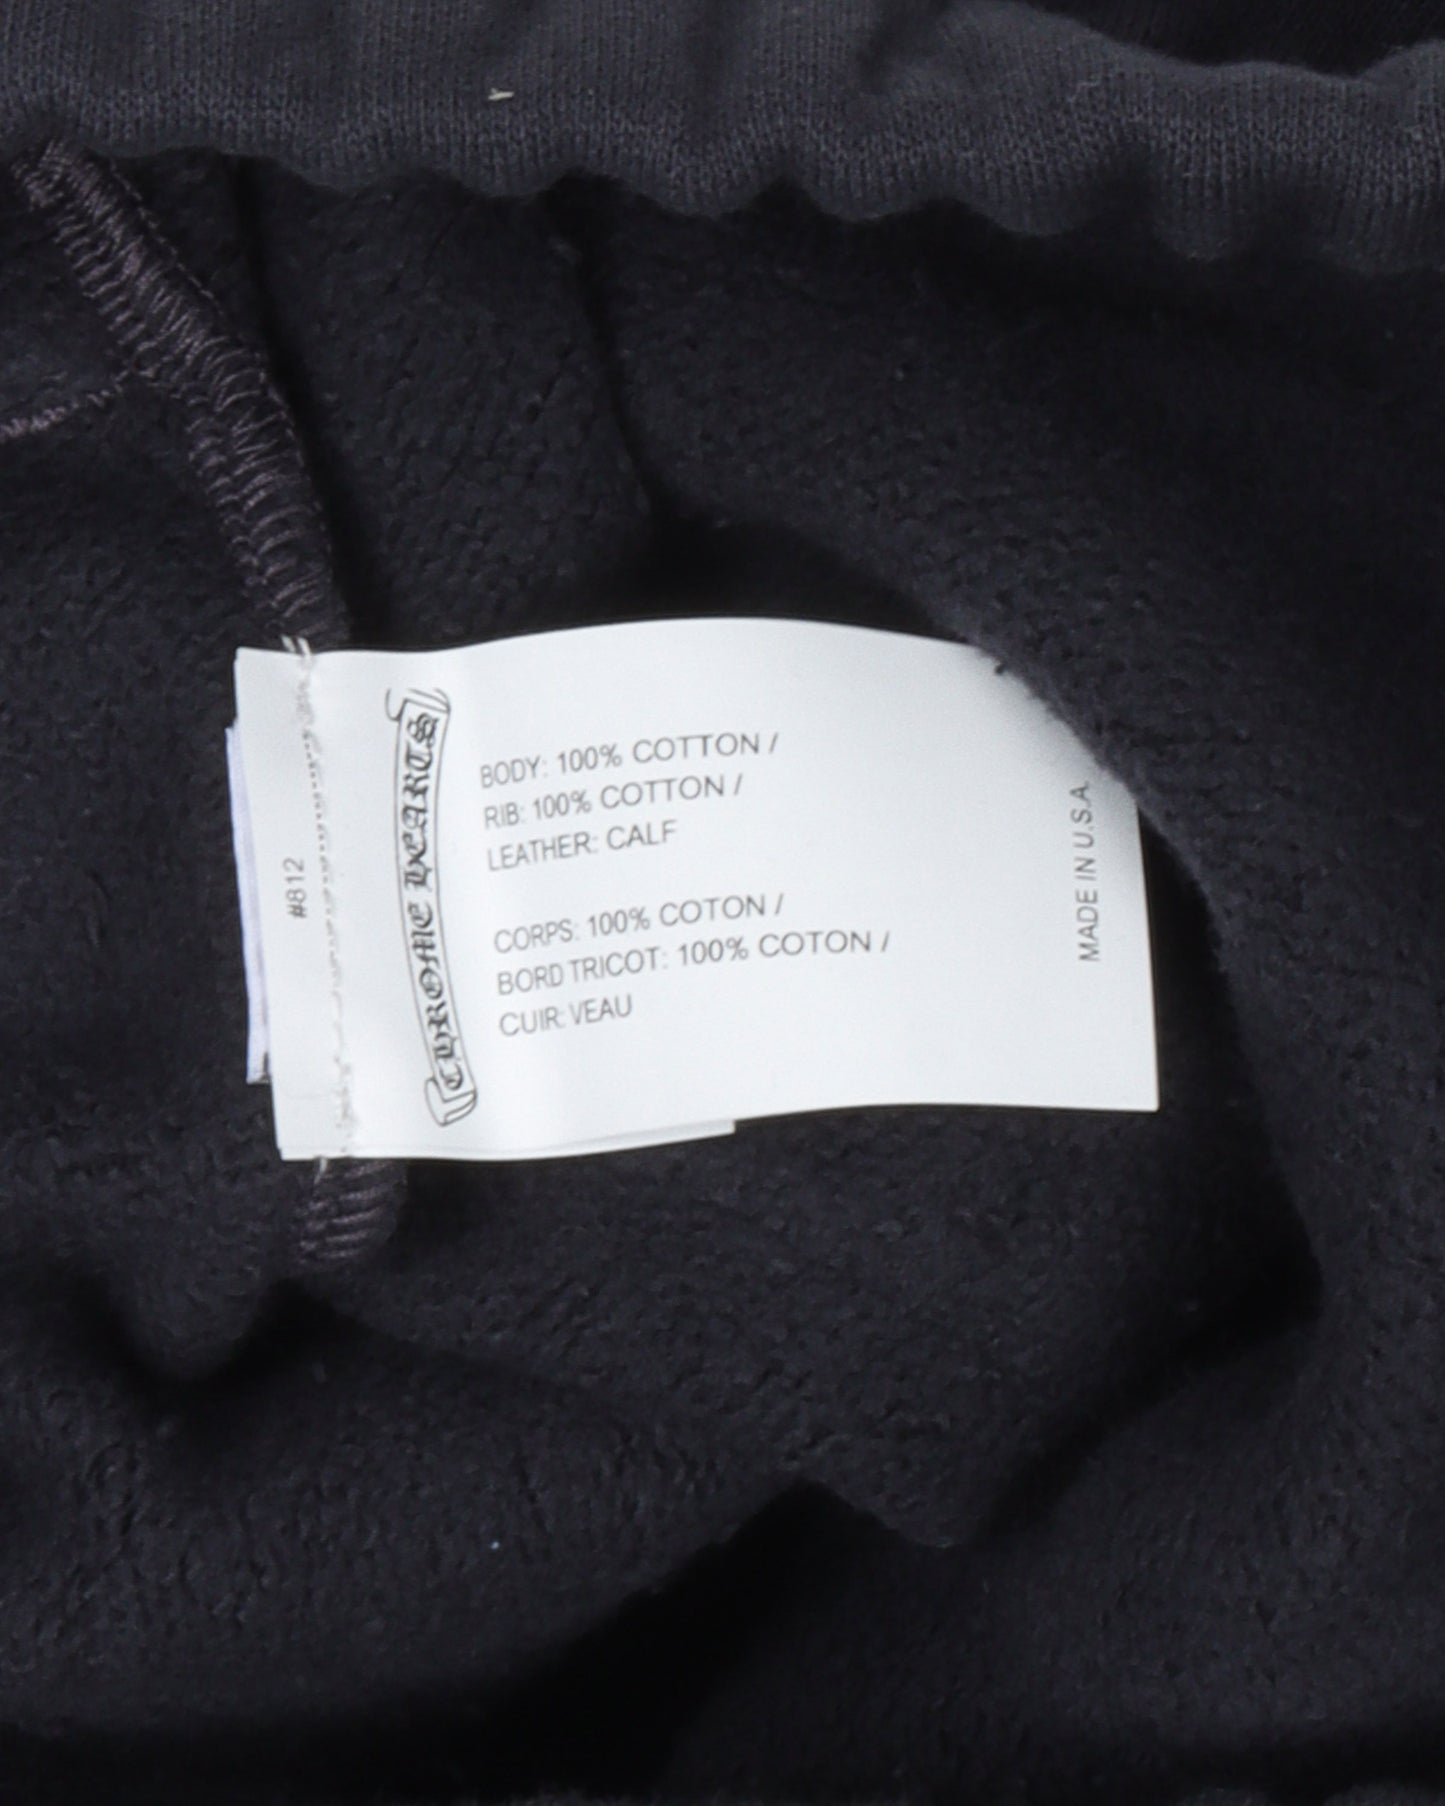 #812
CHROME HEARTS
BODY: 100% COTTON /
RIB: 100% COTTON /
LEATHER: CALF
CORPS: 100% COTON /
BORD TRICOT: 100% COTON /
CUIR: VEAU
MADE IN U.S.A.